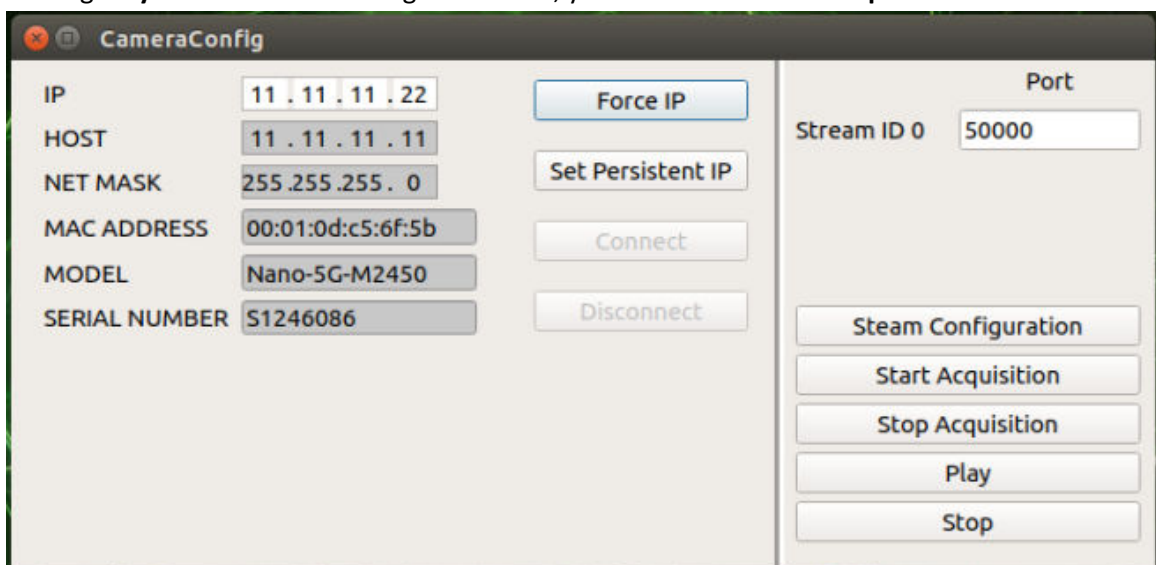 CameraConfig
IP 11 . 11 . 11 . 22
HOST 11 . 11 . 11 . 11
NET MASK 255 .255 .255 . 0
MAC ADDRESS 00:01:0d:c5:6f:5b
MODEL Nano-5G-M2450
SERIAL NUMBER S1246086
Force IP
Set Persistent IP
Connect
Disconnect
Port
Stream ID 0 50000
Steam Configuration
Start Acquisition
Stop Acquisition
Play
Stop